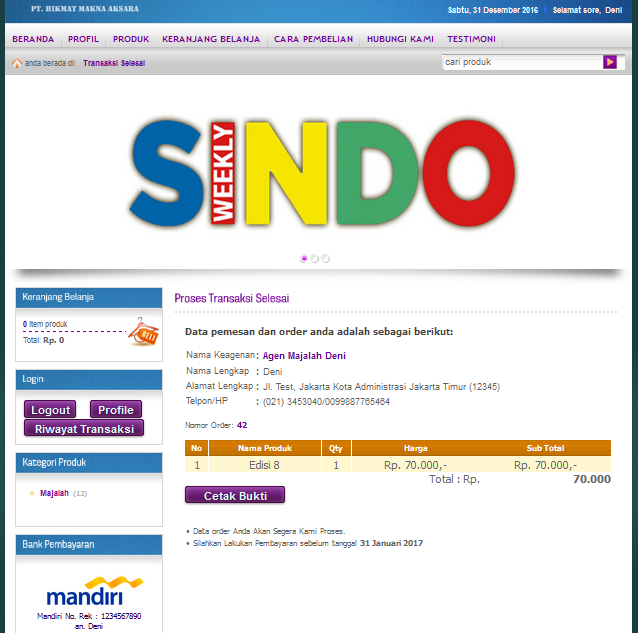 PT. HIKMAT MAKNA AKSARA
Sabtu, 31 Desember 2016 | Selamat sore, Deni
BERANDA PROFIL PRODUK KERANJANG BELANJA CARA PEMBELIAN HUBUNGI KAMI TESTIMONI
anda berada di: Transaksi Selesai
cari produk
SINDO
WEEKLY
Keranjang Belanja
0 item produk
Total: Rp. 0
BELI
Login
Logout Profile
Riwayat Transaksi
Kategori Produk
Majalah (12)
Bank Pembayaran
mandiri
Mandiri No. Rek : 1234567890
an. Deni
Proses Transaksi Selesai
Data pemesan dan order anda adalah sebagai berikut:
Nama Keagenan : Agen Majalah Deni
Nama Lengkap : Deni
Alamat Lengkap : Jl. Test, Jakarta Kota Administrasi Jakarta Timur (12345)
Telpon/HP : (021) 3453040/0099887765464
Nomor Order: 42
No Nama Produk Qty Harga Sub Total
1 Edisi 8 1 Rp. 70.000,- Rp. 70.000,-
Total : Rp. 70.000
Cetak Bukti
• Data order Anda Akan Segera Kami Proses.
• Silahkan Lakukan Pembayaran sebelum tanggal 31 Januari 2017